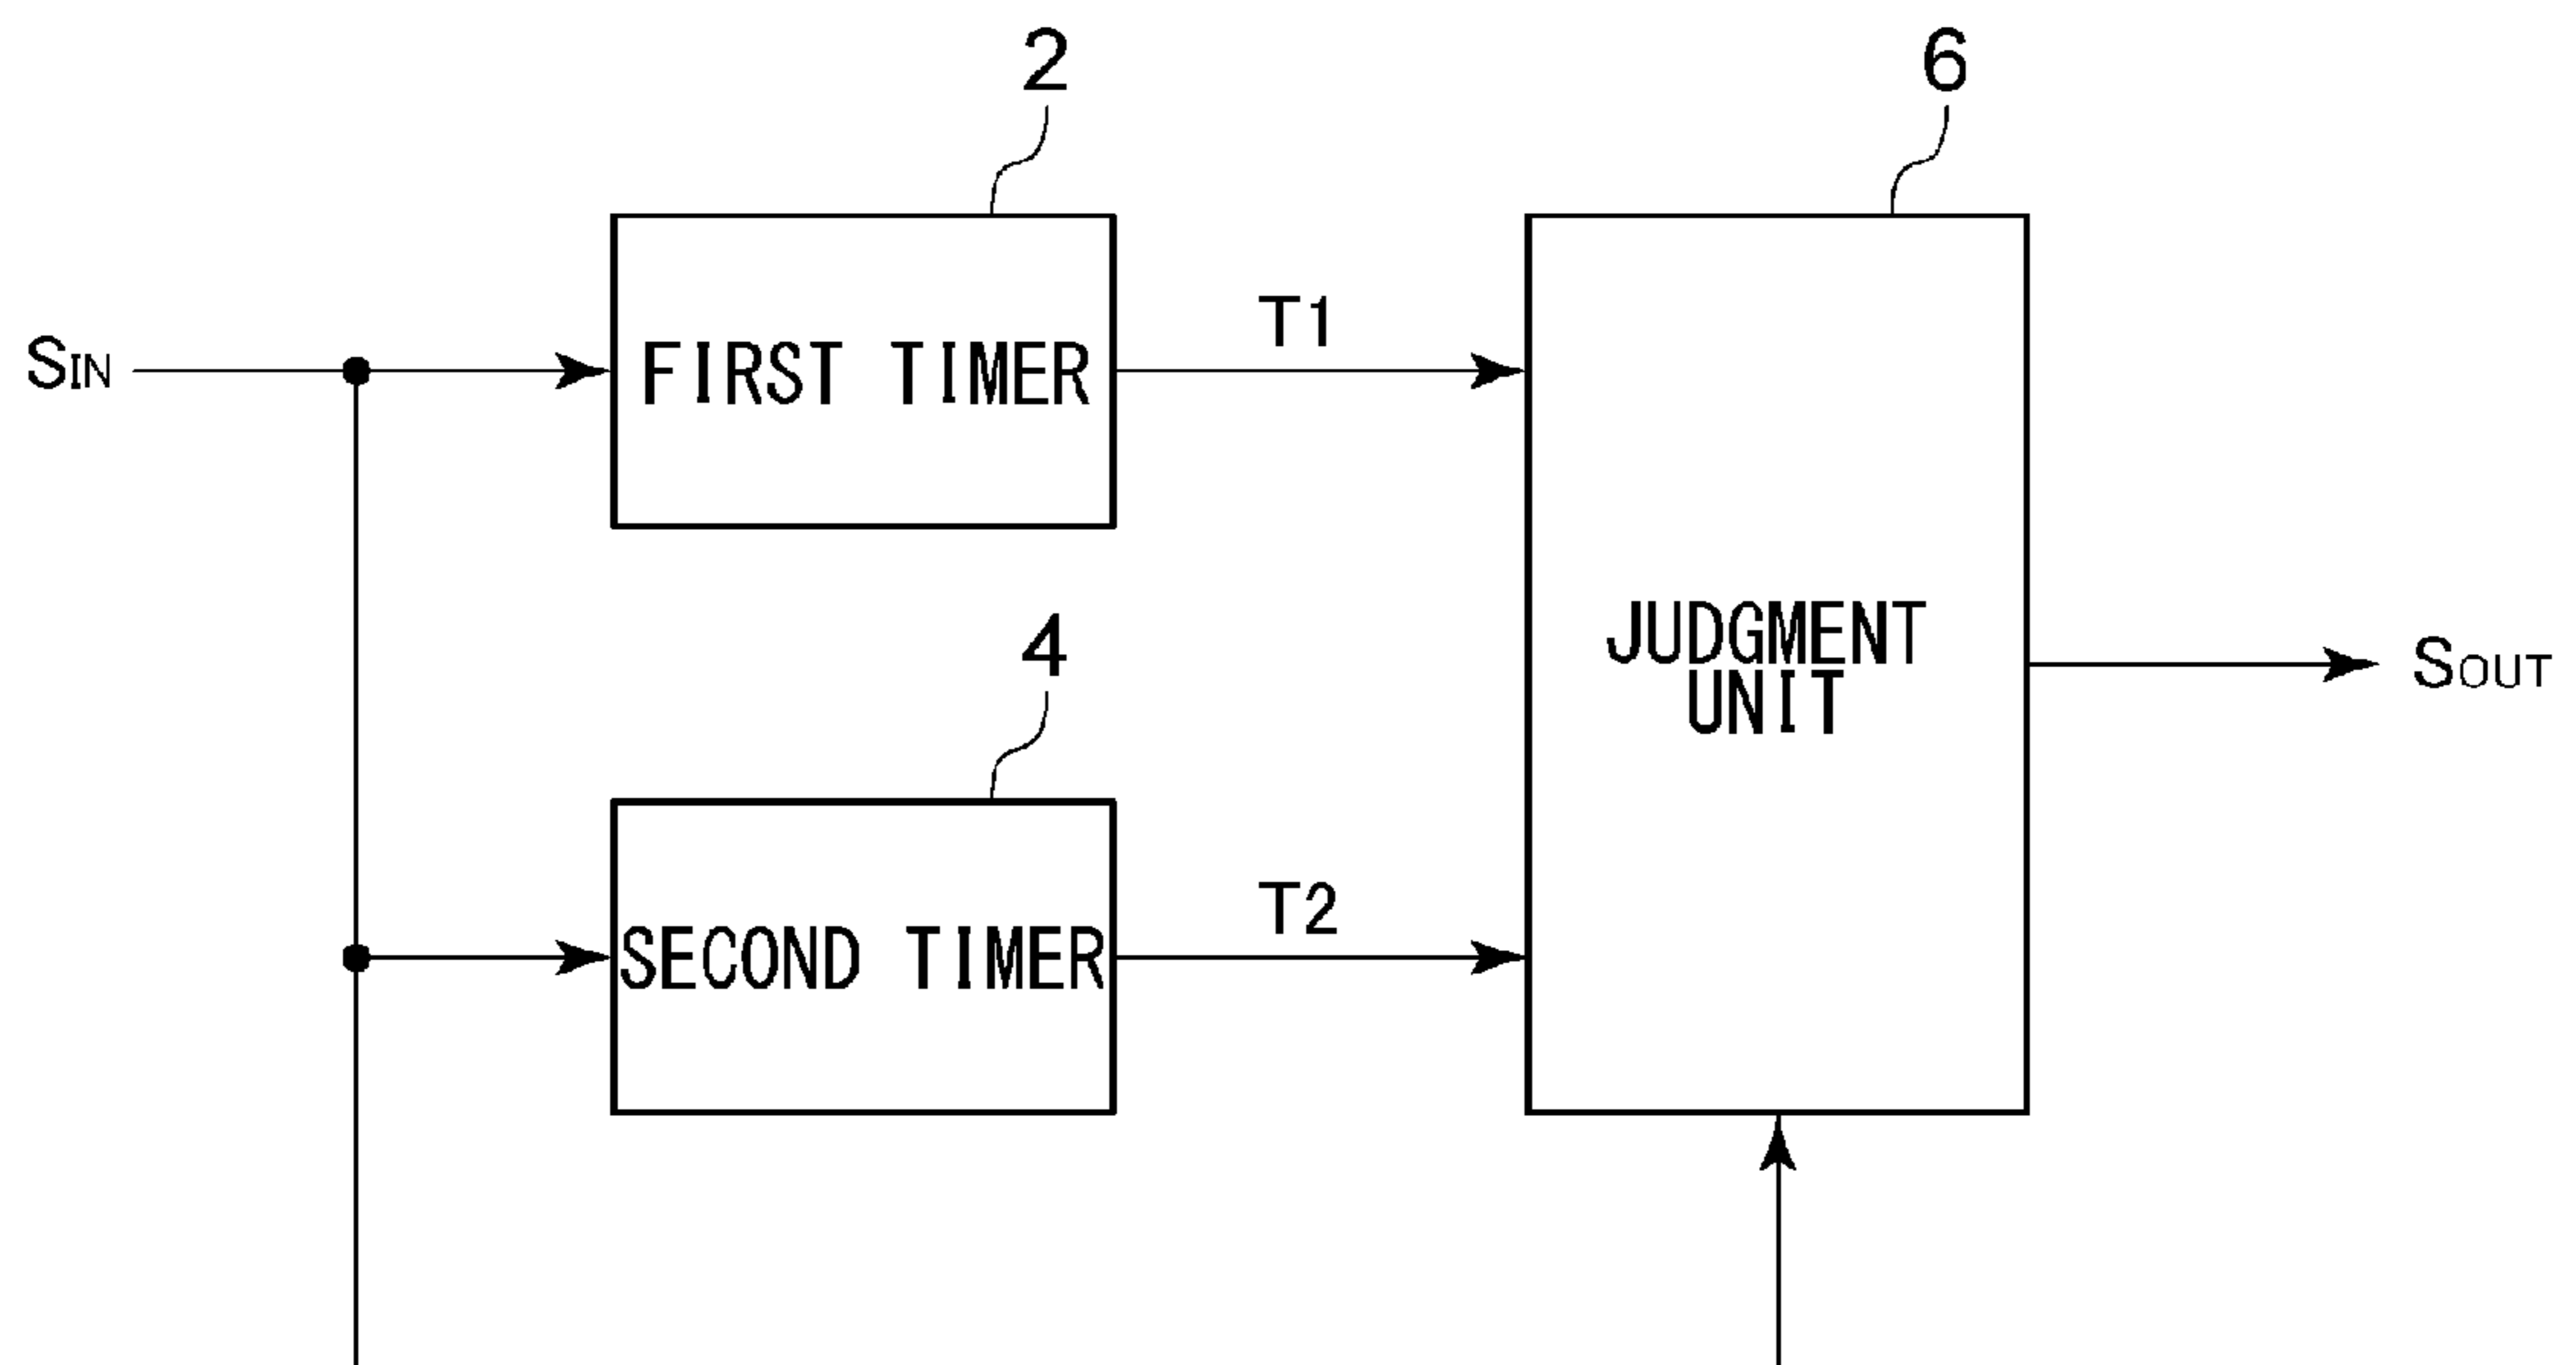 2
6
SIN
FIRST TIMER
T1
JUDGMENT
UNIT
SOUT
4
SECOND TIMER
T2